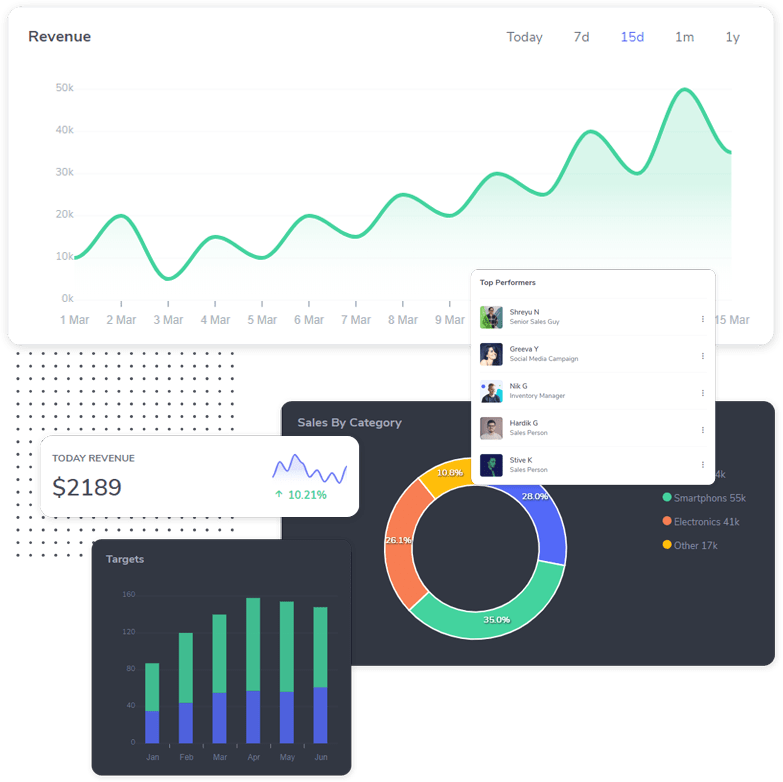 Revenue
Today 7d 15d 1m 1y
50k
40k
30k
20k
10k
0k
1 Mar 2 Mar 3 Mar 4 Mar 5 Mar 6 Mar 7 Mar 8 Mar 9 Mar 15 Mar
Top Performers
Shreyu N
Senior Sales Guy
Greeva Y
Social Media Campaign
Nik G
Inventory Manager
Hardik G
Sales Person
Stive K
Sales Person
Sales By Category
TODAY REVENUE
$2189
10.21%
10.8%
28.0%
26.1%
35.0%
4k
Smartphons 55k
Electronics 41k
Other 17k
Targets
160
120
80
40
0
Jan Feb Mar Apr May Jun